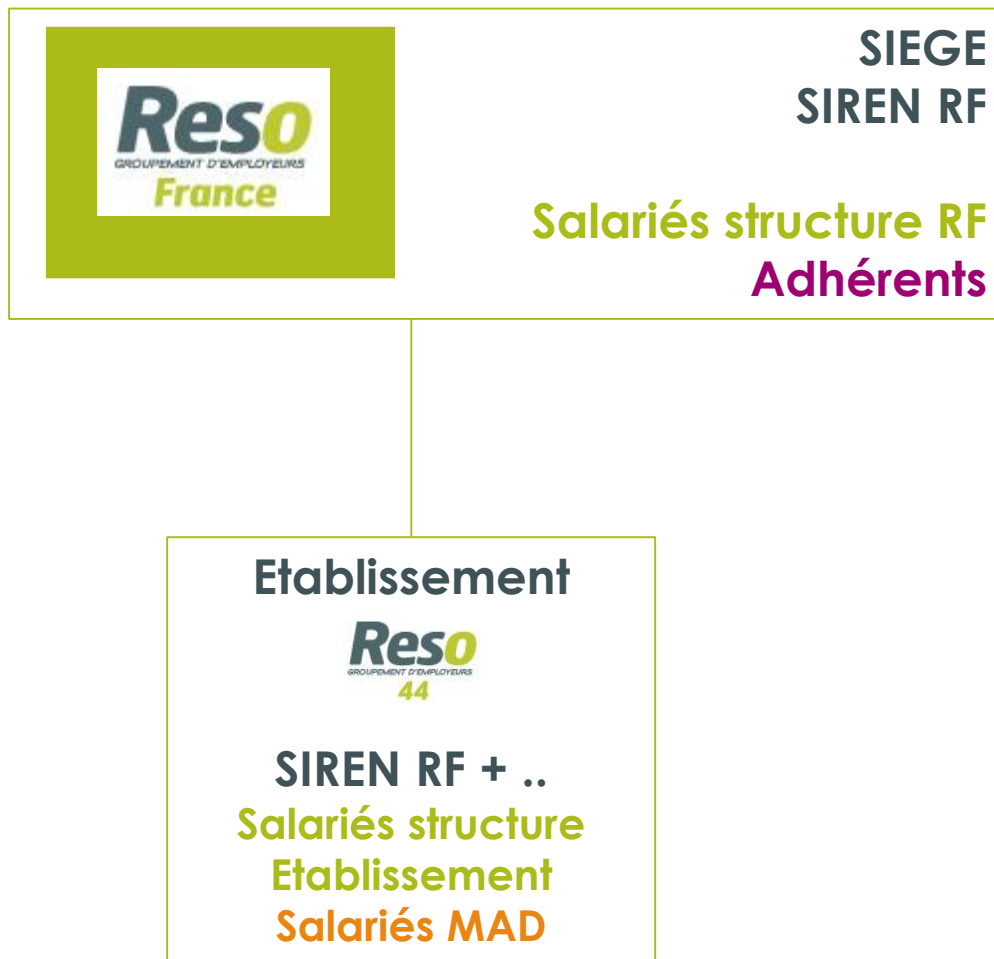 Reso
GROUPEMENT D'EMPLOYEURS
France
SIEGE
SIREN RF
Salariés structure RF
Adhérents
Etablissement
Reso
GROUPEMENT D'EMPLOYEURS
44
SIREN RF + ..
Salariés structure
Etablissement
Salariés MAD